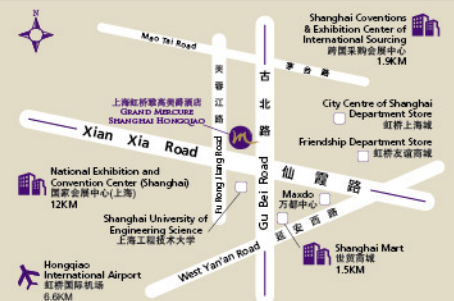 N
Shanghai Coventions
& Exhibition Center of
International Sourcing
跨国采购会展中心
1.9KM
Mao Tai Road
茅台路
芙蓉江路
古北路
上海虹桥雅高美爵酒店
GRAND MERCURE
SHANGHAI HONGQIAO
City Centre of Shanghai
Department Store
虹桥上海城
Xian Xia Road
仙霞路
Friendship Department Store
虹桥友谊商城
Fu Rong Jiang Road
Gu Bei Road
National Exhibition and
Convention Center (Shanghai)
国家会展中心(上海)
12KM
Maxdo
万都中心
Shanghai University of
Engineering Science
上海工程技术大学
West Yan'an Road
延安西路
Shanghai Mart
世贸商城
1.5KM
Hongqiao
International Airport
虹桥国际机场
6.6KM